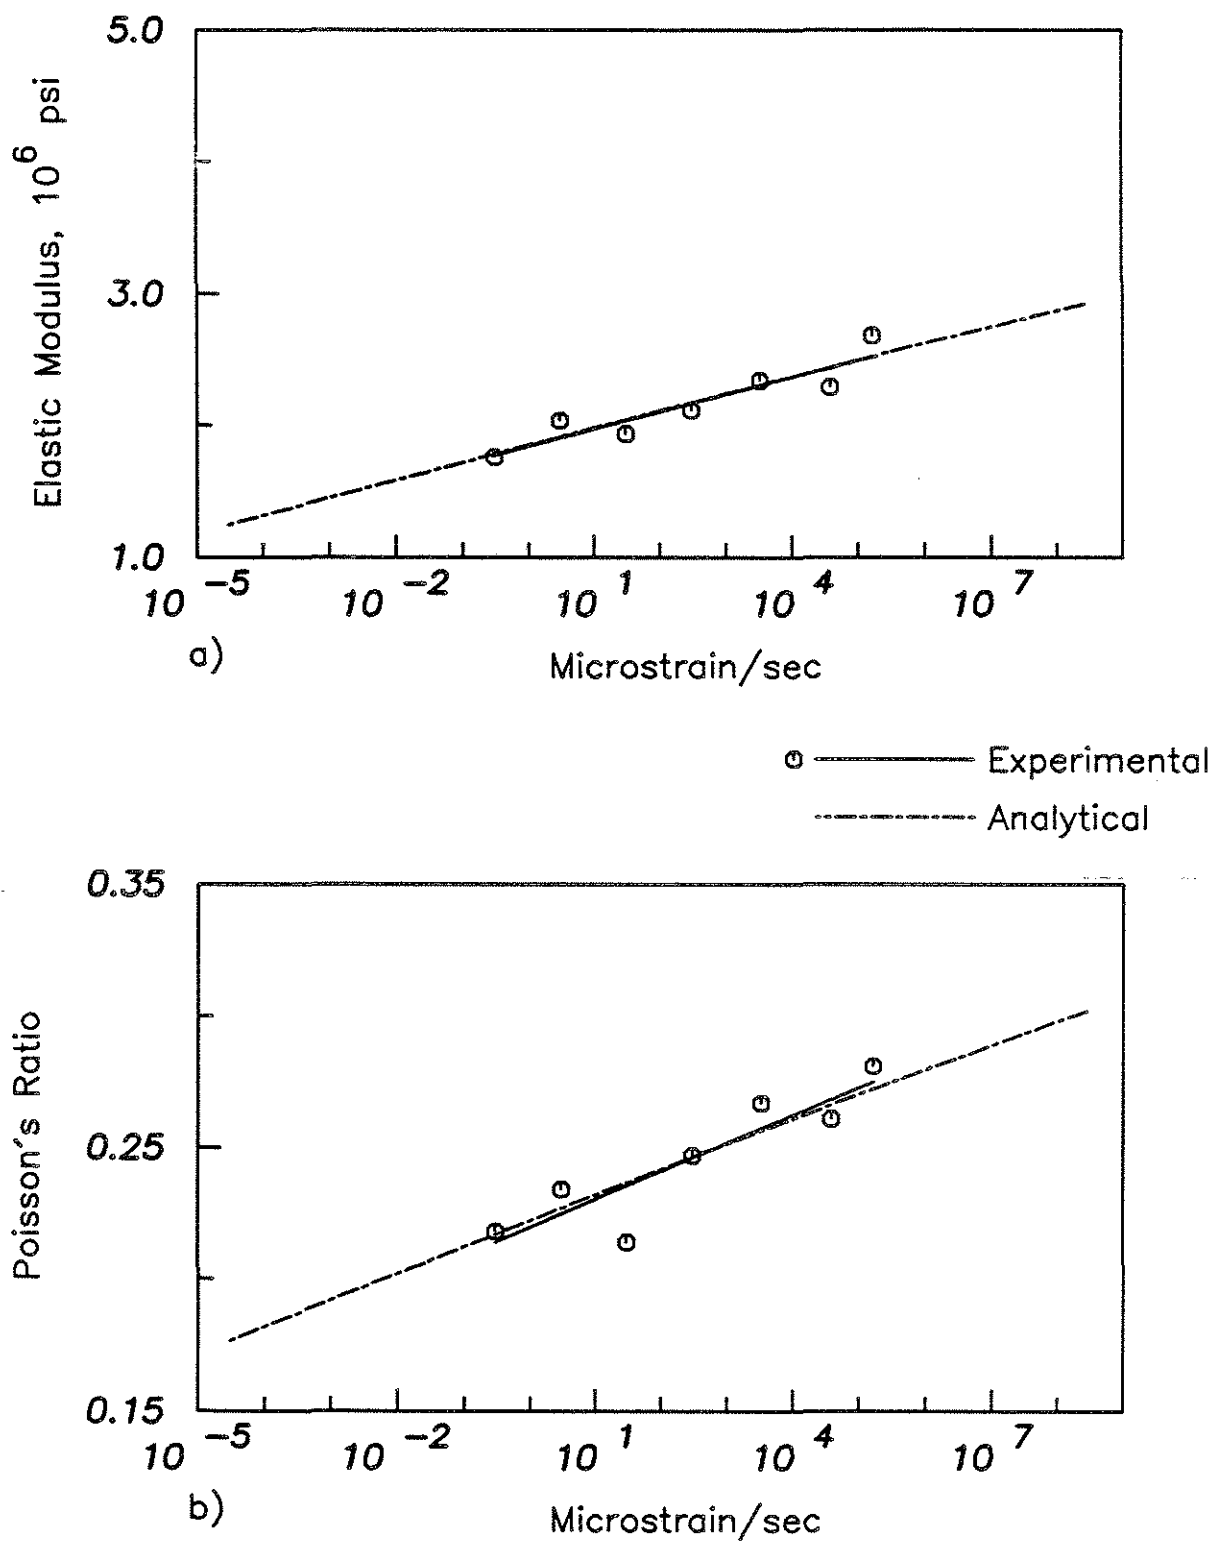 5.0
3.0
1.0
Elastic Modulus, 10^6 psi
10^-5 10^-2 10^1 10^4 10^7
a)
Microstrain/sec
Experimental
Analytical
0.35
0.25
0.15
Poisson's Ratio
10^-5 10^-2 10^1 10^4 10^7
b)
Microstrain/sec